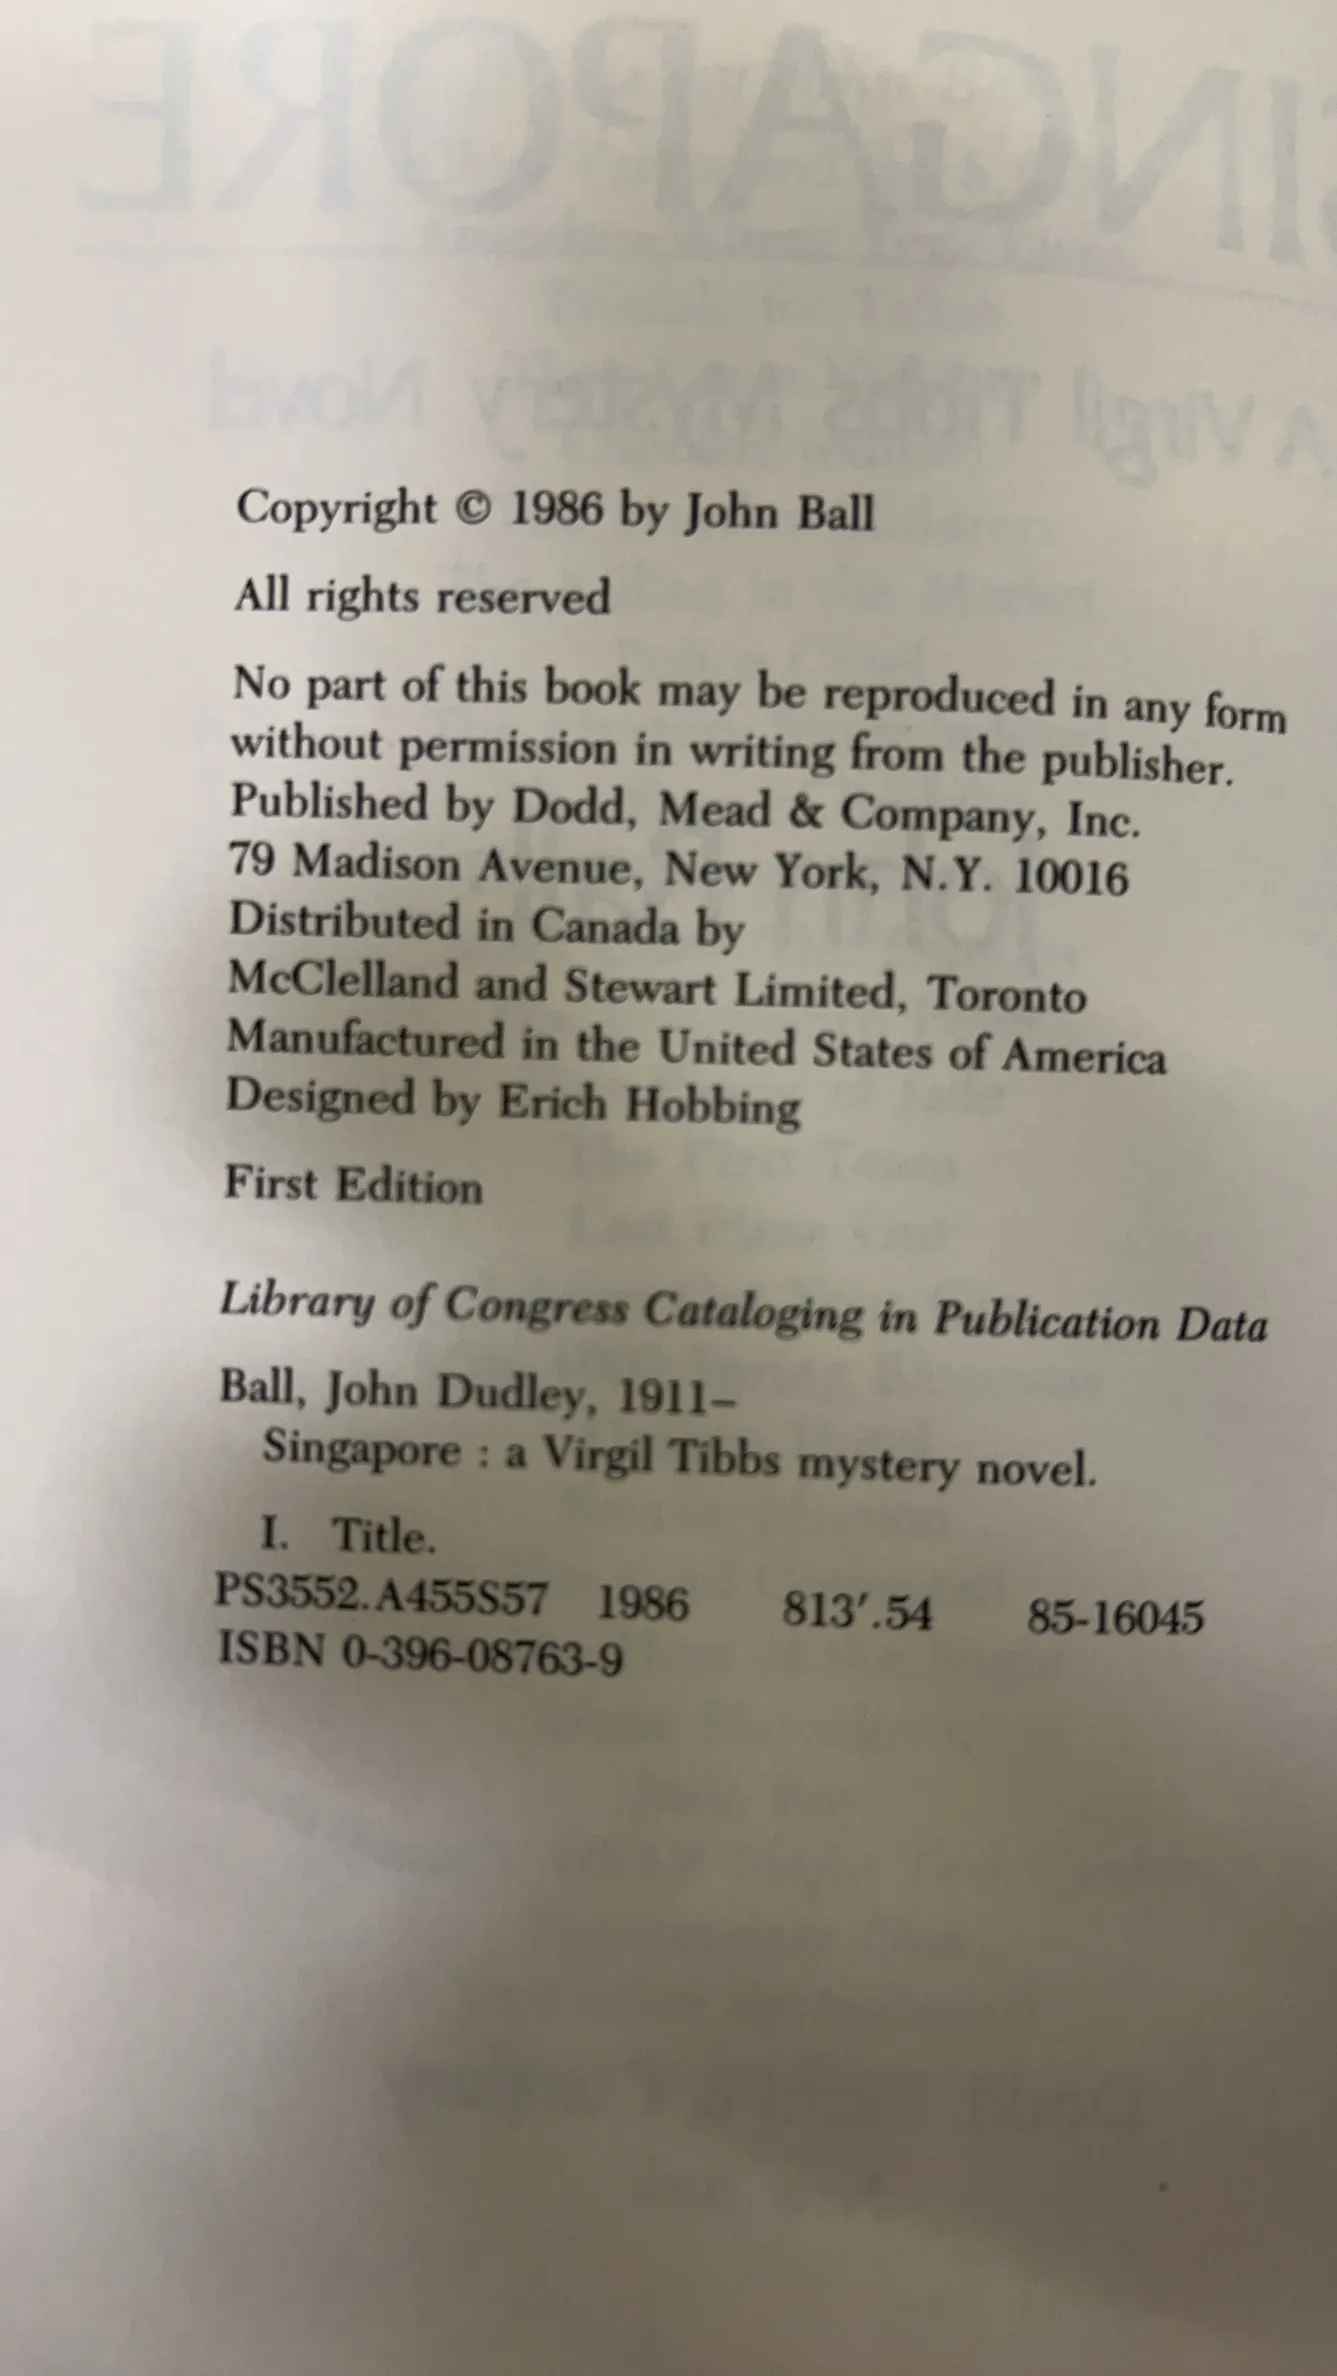 Copyright © 1986 by John Ball
All rights reserved
No part of this book may be reproduced in any form
without permission in writing from the publisher.
Published by Dodd, Mead & Company, Inc.
79 Madison Avenue, New York, N.Y. 10016
Distributed in Canada by
McClelland and Stewart Limited, Toronto
Manufactured in the United States of America
Designed by Erich Hobbing
First Edition
Library of Congress Cataloging in Publication Data
Ball, John Dudley, 1911–
Singapore : a Virgil Tibbs mystery novel.
I. Title.
PS3552.A455S57 1986 813′.54 85-16045
ISBN 0-396-08763-9